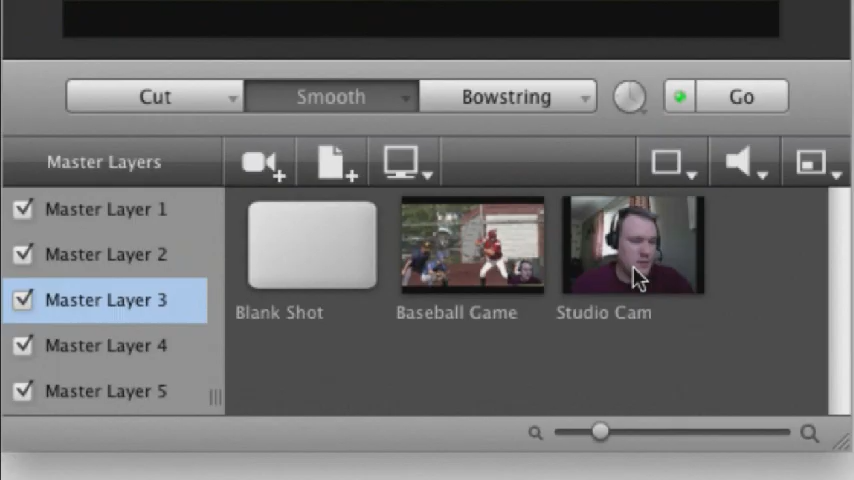 Cut Smooth Bowstring Go
Master Layers
Master Layer 1
Master Layer 2
Master Layer 3
Master Layer 4
Master Layer 5
Blank Shot Baseball Game Studio Cam